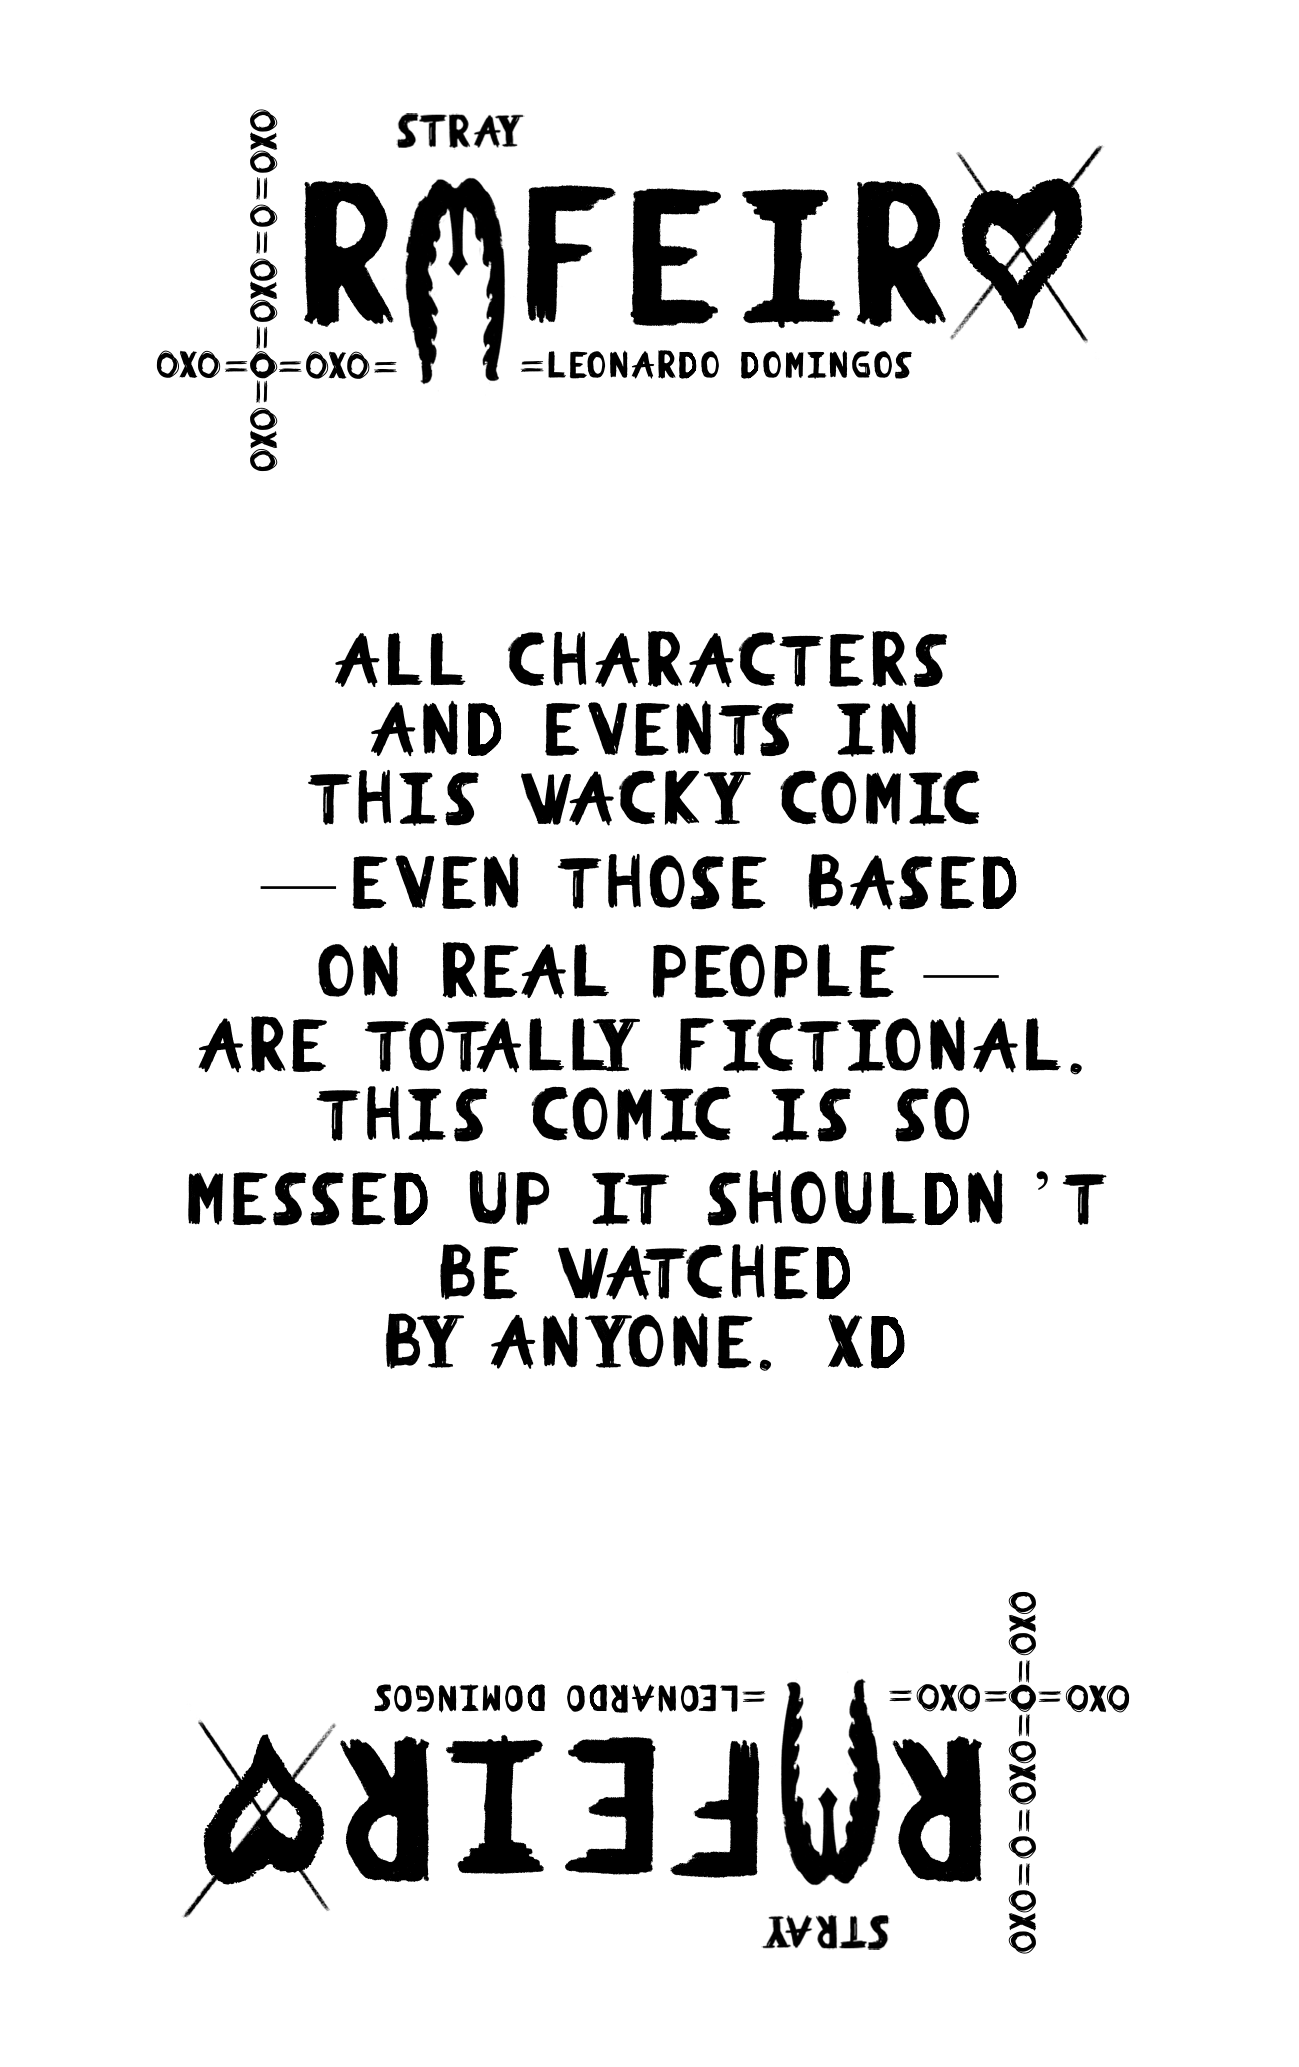 STRAY
RAFEIRO
OXO=O=OXO=O=OXO
OXO=O=OXO= =LEONARDO DOMINGOS
ALL CHARACTERS
AND EVENTS IN
THIS WACKY COMIC
—EVEN THOSE BASED
ON REAL PEOPLE —
ARE TOTALLY FICTIONAL.
THIS COMIC IS SO
MESSED UP IT SHOULDN'T
BE WATCHED
BY ANYONE. XD
OXO=O=OXO=O=OXO
OXO=O=OXO= =LEONARDO DOMINGOS
RAFEIRO
STRAY